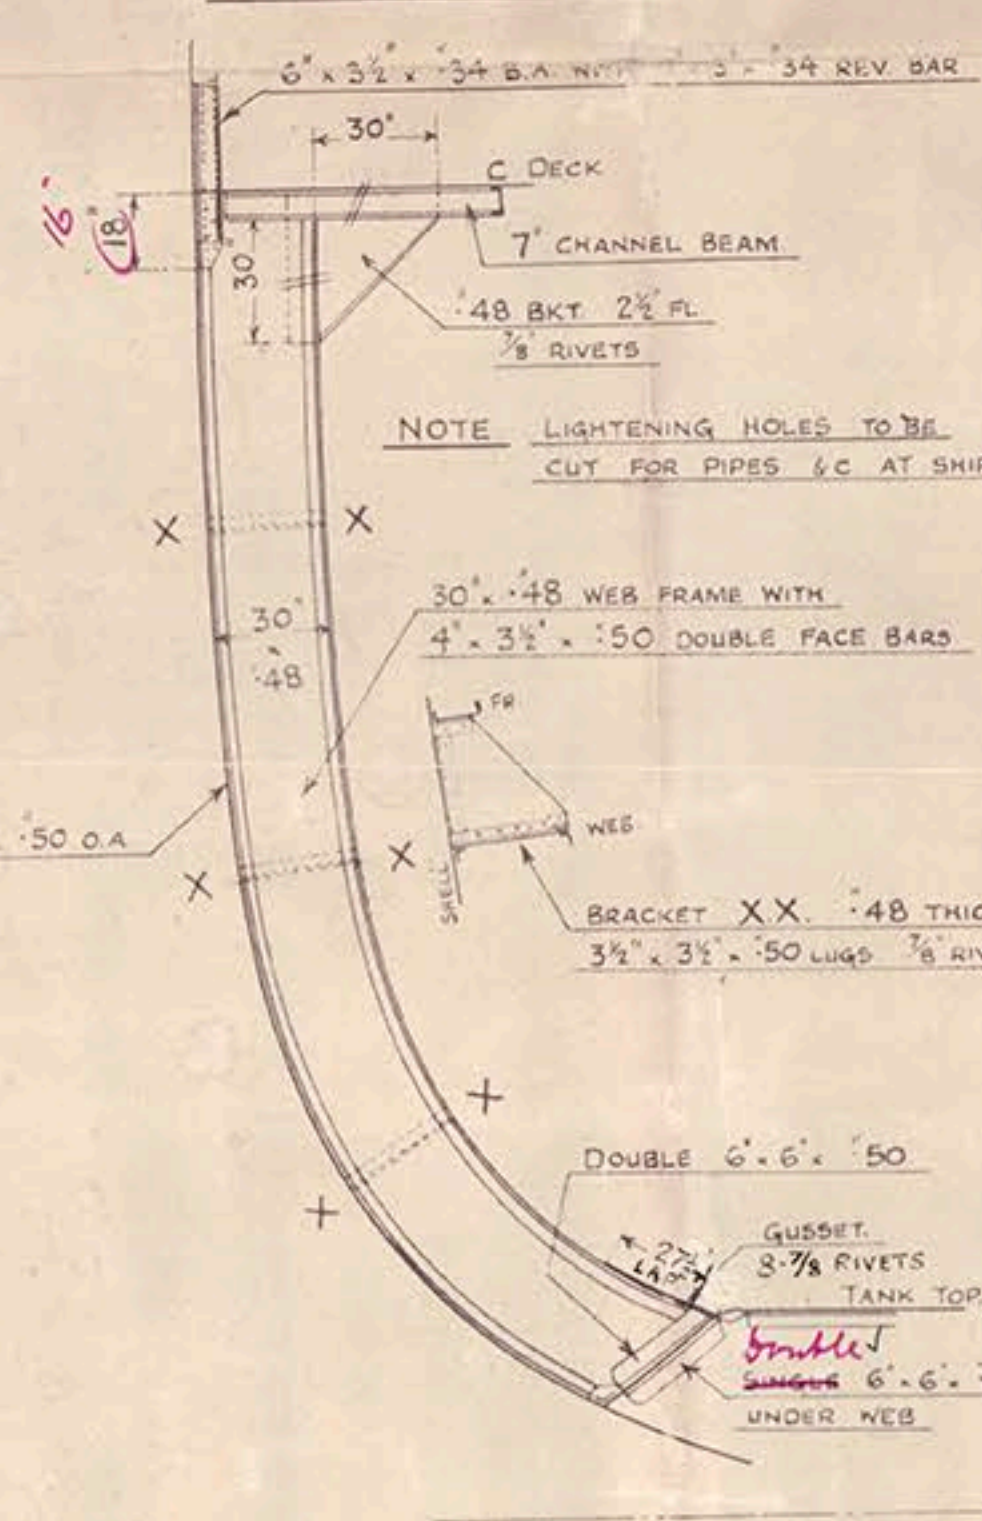 6" x 3½" x ·34 B.A. 3" ·34 REV. BAR
30"
C DECK
16"
18"
30"
7" CHANNEL BEAM
·48 BKT 2½" FL
⅞" RIVETS
NOTE LIGHTENING HOLES TO BE
CUT FOR PIPES &C AT SHIP
X X
30" x ·48 WEB FRAME WITH
4" x 3½" x ·50 DOUBLE FACE BARS
30"
x
·48
FR
WEB
·50 O.A
X X
SHELL
BRACKET X X. ·48 THIC
3½" x 3½" x ·50 LUGS ⅞" RIV
X
X
DOUBLE 6" x 6" x ·50
GUSSET.
8-⅞ RIVETS
TANK TOP.
27½"
LAP
Double √
SINGLE 6" x 6" x
UNDER WEB